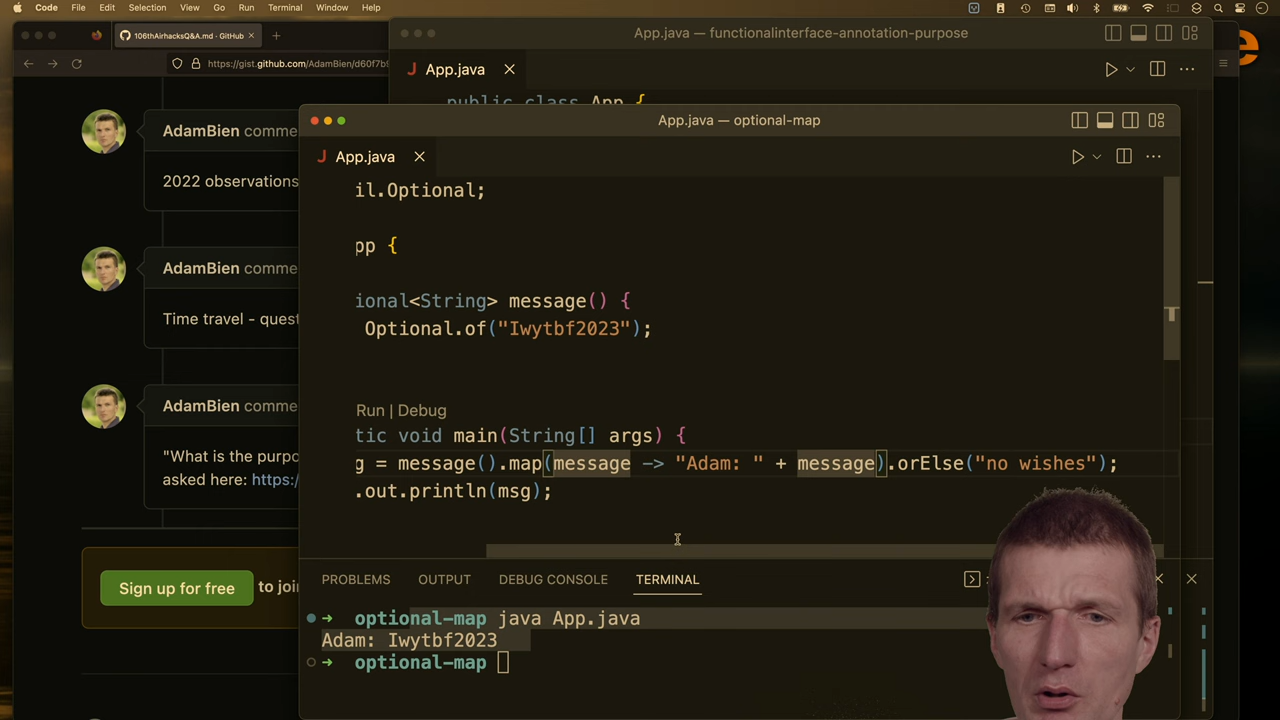 Code File Edit Selection View Go Run Terminal Window Help
106thAirhacksQ&A.md · GitHub
https://gist.github.com/AdamBien/d60f7b
App.java — functionalinterface-annotation-purpose
App.java
public class App {
App.java — optional-map
App.java
AdamBien comme
2022 observations
AdamBien comme
Time travel - quest
AdamBien comme
"What is the purpo
asked here: https:/
Sign up for free to join
il.Optional;
pp {
ional<String> message() {
Optional.of("Iwytbf2023");
Run | Debug
tic void main(String[] args) {
g = message().map(message -> "Adam: " + message).orElse("no wishes");
.out.println(msg);
PROBLEMS OUTPUT DEBUG CONSOLE TERMINAL
➜ optional-map java App.java
Adam: Iwytbf2023
➜ optional-map